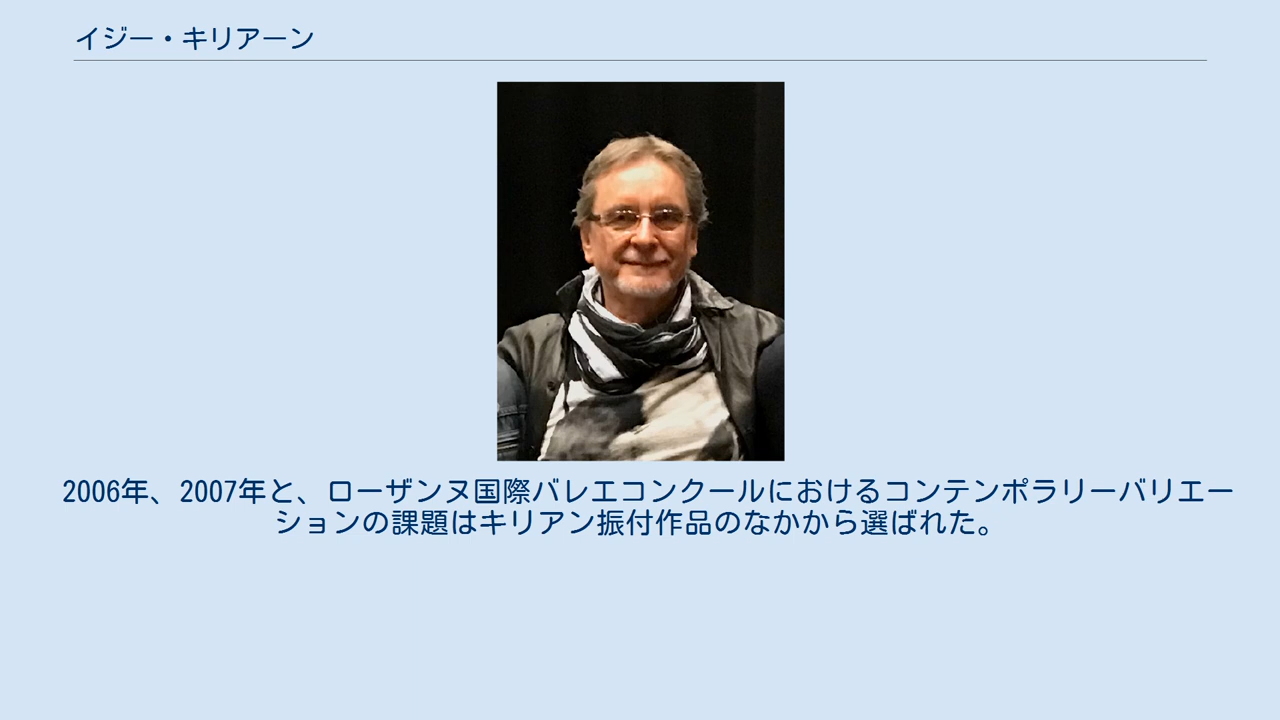 イジー・キリアーン
2006年、2007年と、ローザンヌ国際バレエコンクールにおけるコンテンポラリーバリエー
ションの課題はキリアン振付作品のなかから選ばれた。